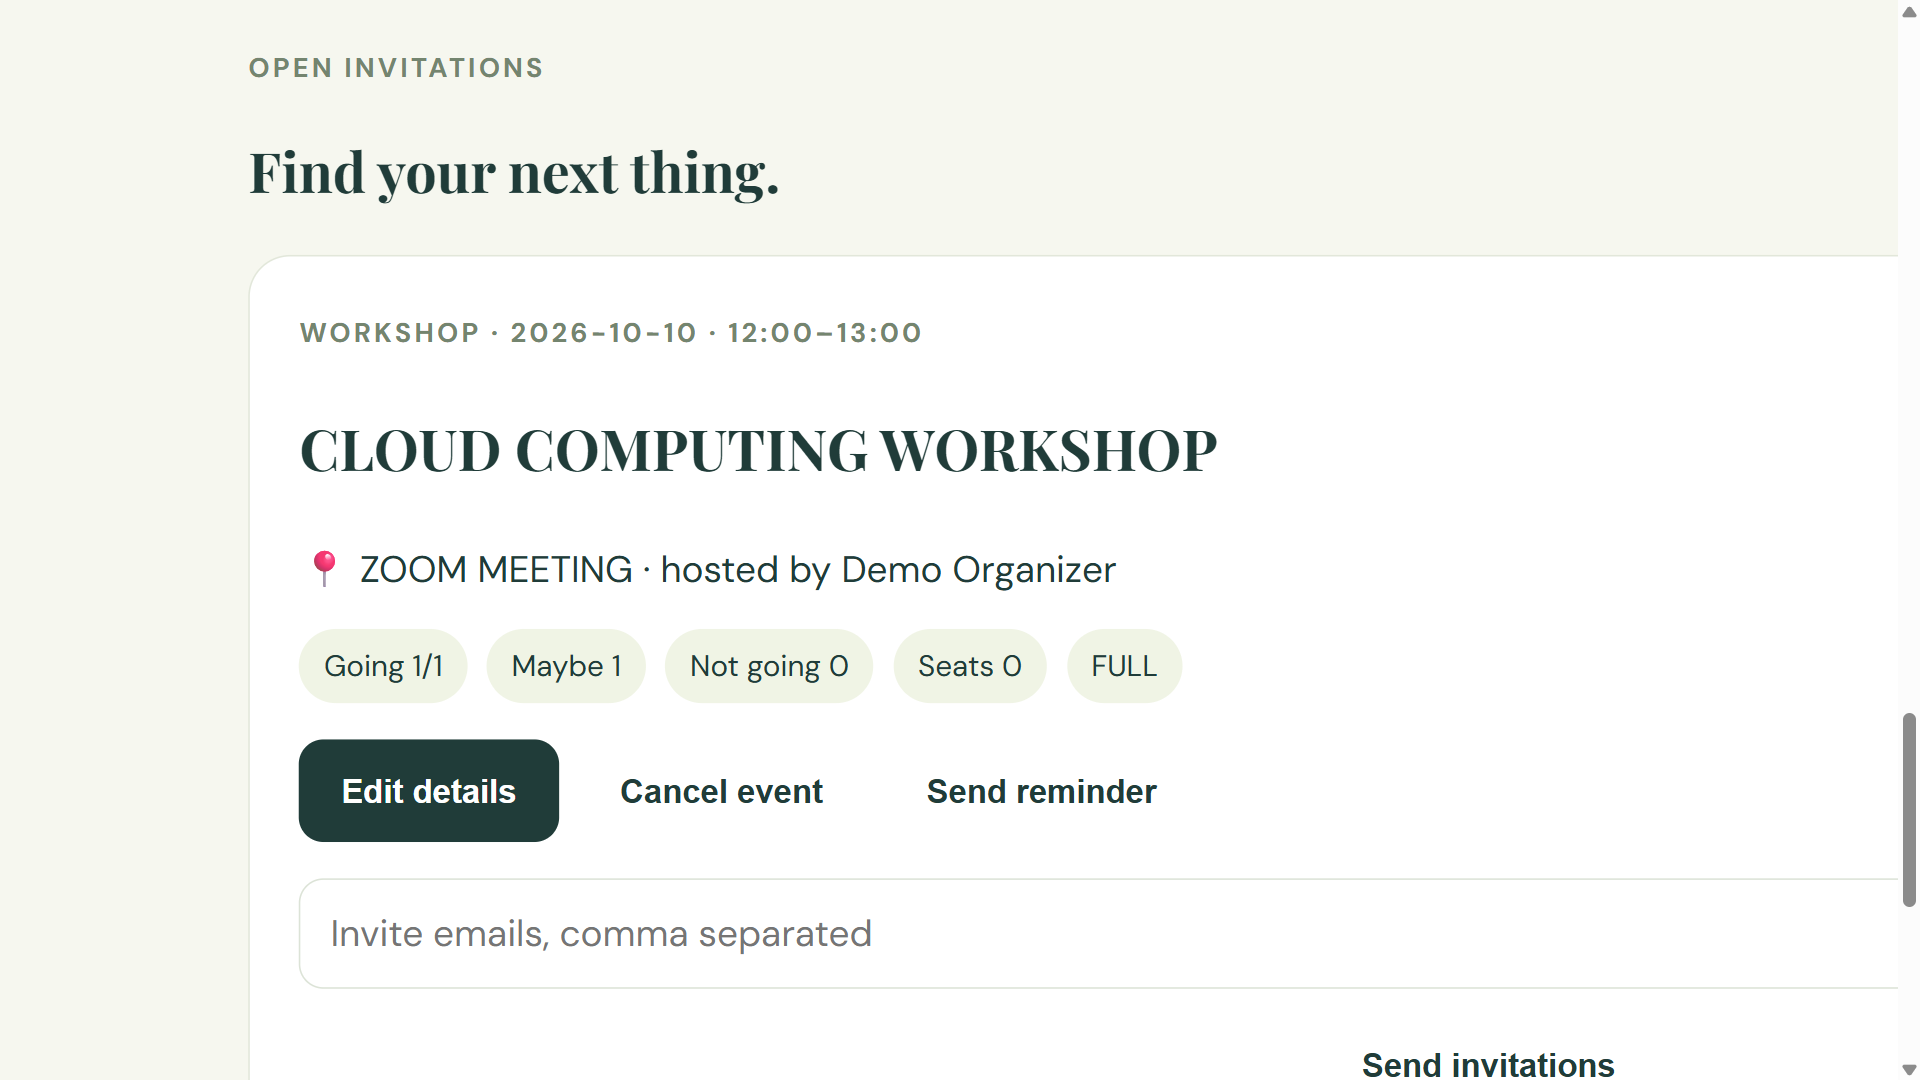 OPEN INVITATIONS
Find your next thing.
WORKSHOP · 2026-10-10 · 12:00–13:00
CLOUD COMPUTING WORKSHOP
📍 ZOOM MEETING · hosted by Demo Organizer
Going 1/1 Maybe 1 Not going 0 Seats 0 FULL
Edit details Cancel event Send reminder
Invite emails, comma separated
Send invitations